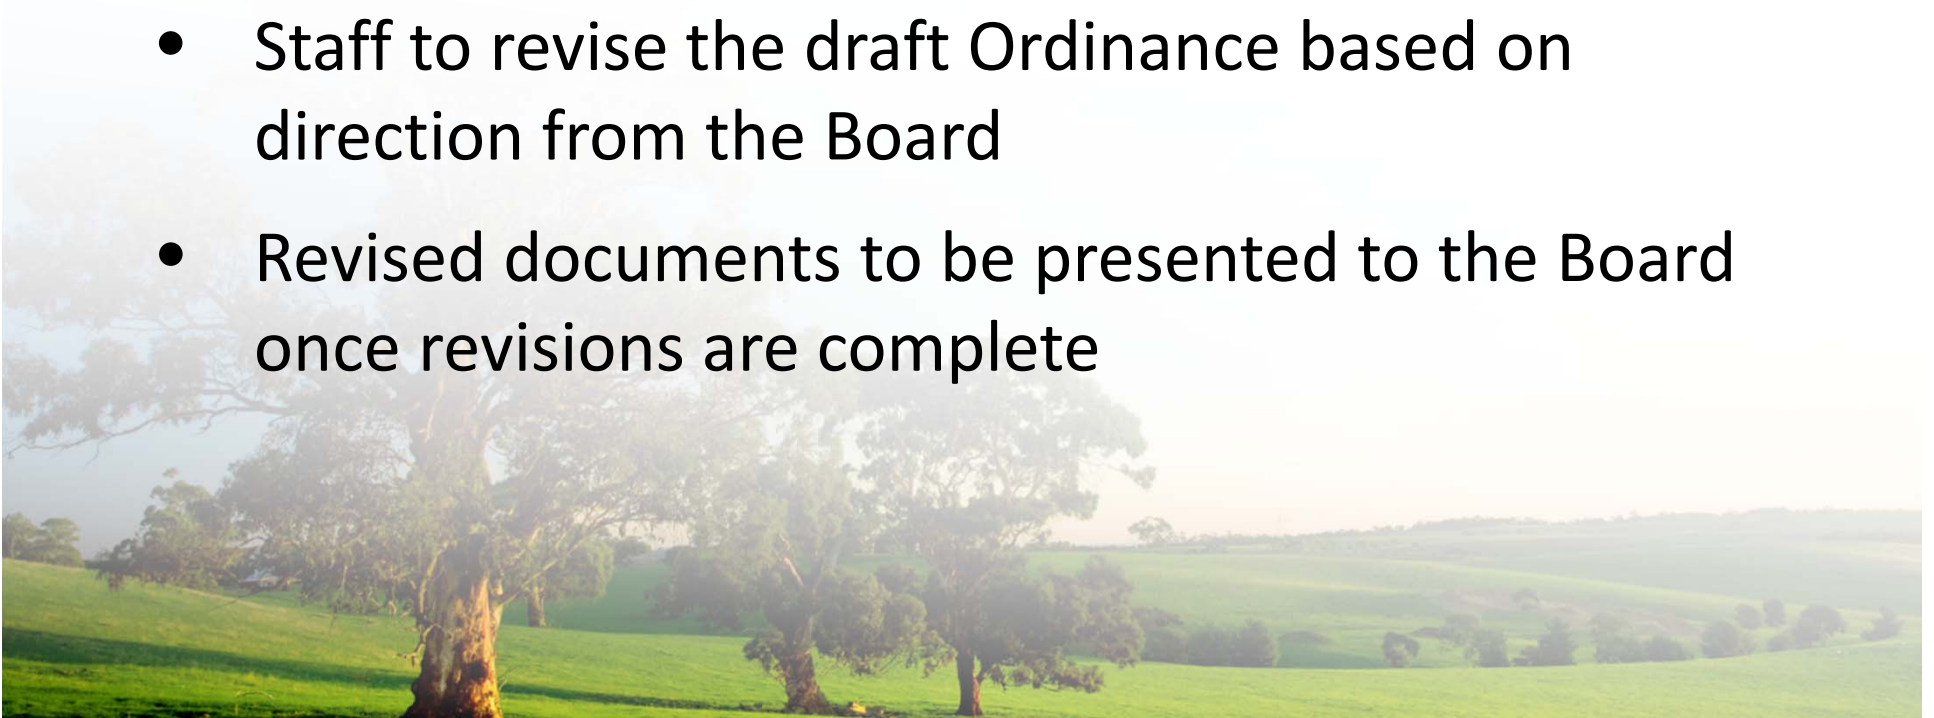 • Staff to revise the draft Ordinance based on
direction from the Board
• Revised documents to be presented to the Board
once revisions are complete